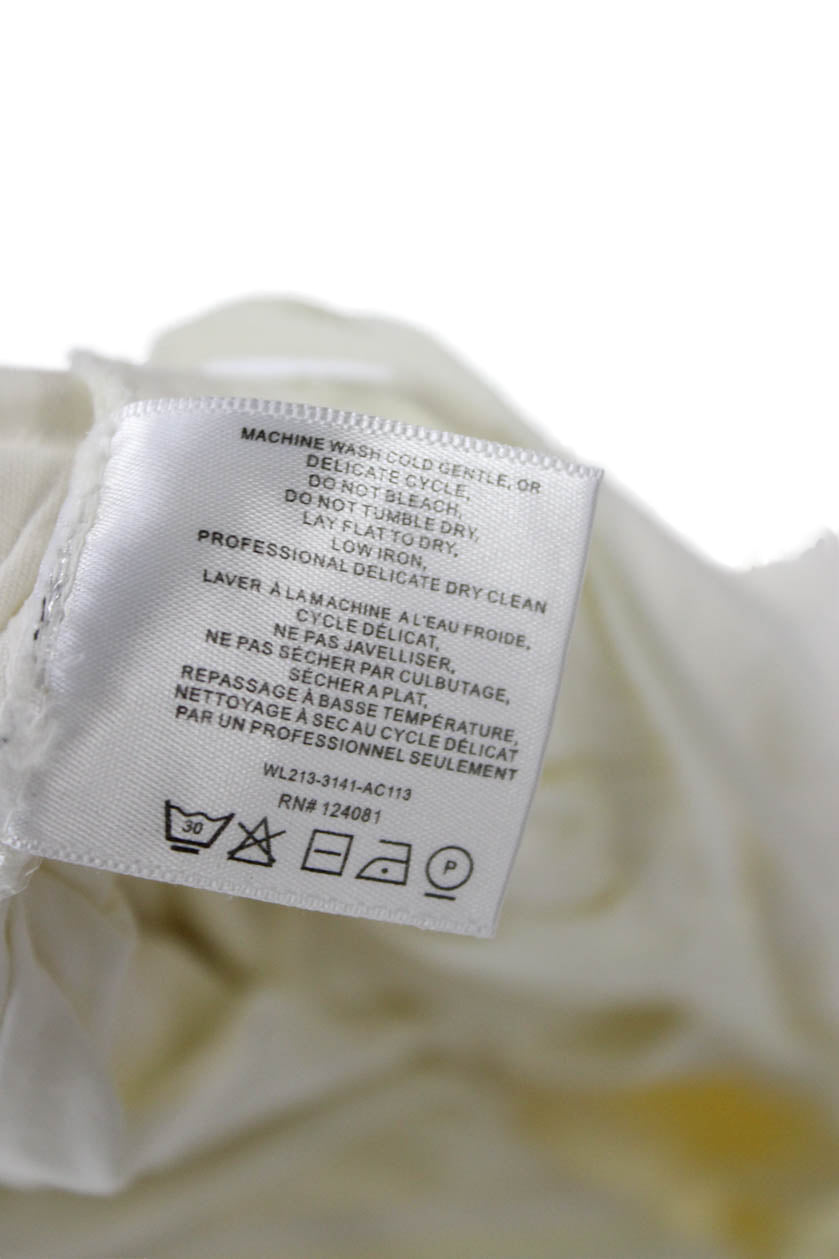 MACHINE WASH COLD GENTLE, OR
DELICATE CYCLE,
DO NOT BLEACH,
DO NOT TUMBLE DRY,
LAY FLAT TO DRY,
LOW IRON,
PROFESSIONAL DELICATE DRY CLEAN
LAVER À LA MACHINE A L'EAU FROIDE,
CYCLE DÉLICAT,
NE PAS JAVELLISER,
NE PAS SÉCHER PAR CULBUTAGE,
SÉCHER A PLAT,
REPASSAGE À BASSE TEMPÉRATURE,
NETTOYAGE À SEC AU CYCLE DÉLICAT
PAR UN PROFESSIONNEL SEULEMENT
WL213-3141-AC113
RN# 124081
30 P